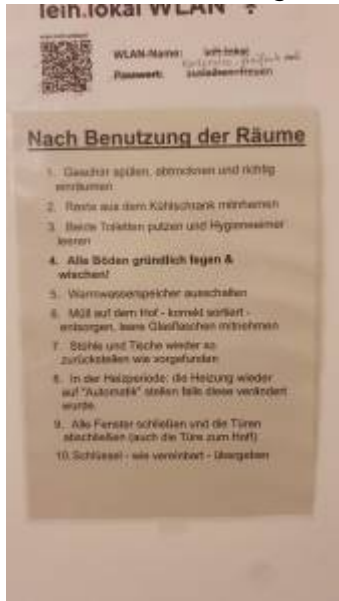 leih.lokal WLAN
WLAN-Name:
Passwort:
Nach Benutzung der Räume
1. Geschirr spülen, abtrocknen und richtig
einräumen
2. Reste aus dem Kühlschrank mitnehmen
3. Beide Toiletten putzen und Hygieneeimer
leeren
4. Alle Böden gründlich fegen &
wischen!
5. Warmwasserspeicher ausschalten
6. Müll auf dem Hof - korrekt sortiert -
entsorgen, leere Glasflaschen mitnehmen
7. Stühle und Tische wieder so
zurückstellen wie vorgefunden
8. In der Heizperiode: die Heizung wieder
auf "Automatik" stellen falls diese verändert
wurde.
9. Alle Fenster schließen und die Türen
abschließen (auch die Türe zum Hof!)
10. Schlüssel - wie vereinbart - übergeben